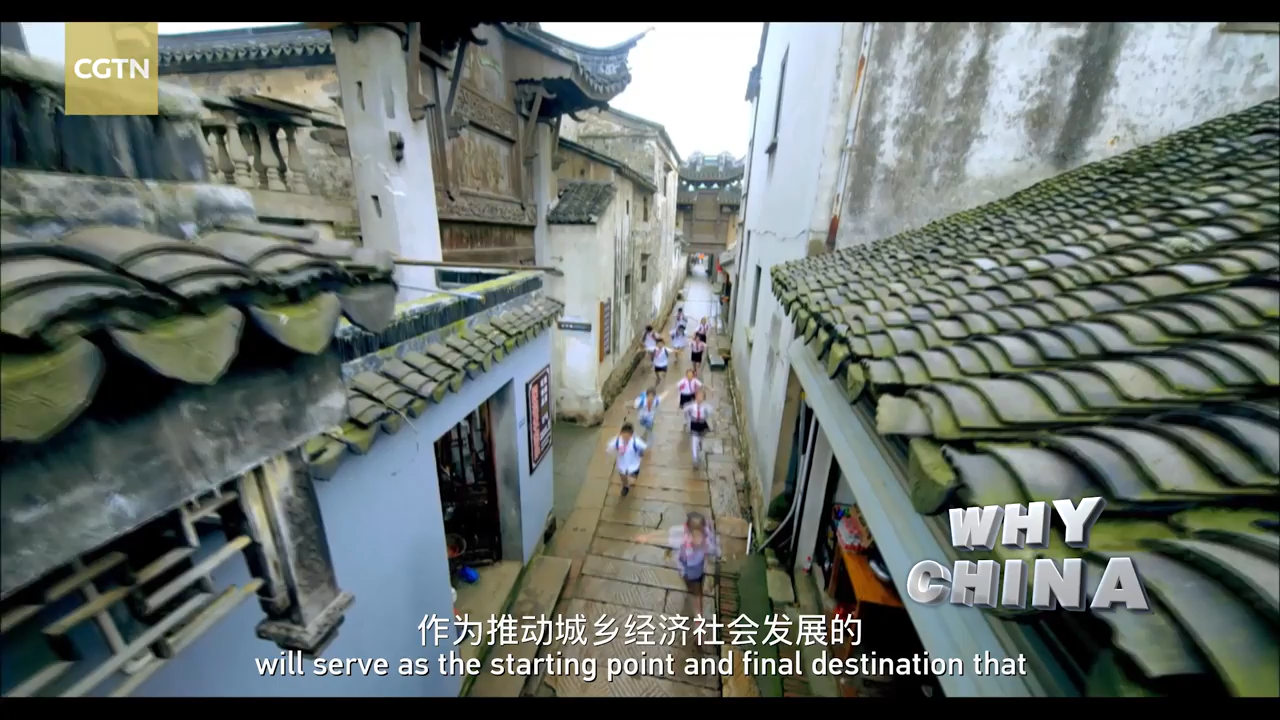 CGTN
WHY
CHINA
作为推动城乡经济社会发展的
will serve as the starting point and final destination that